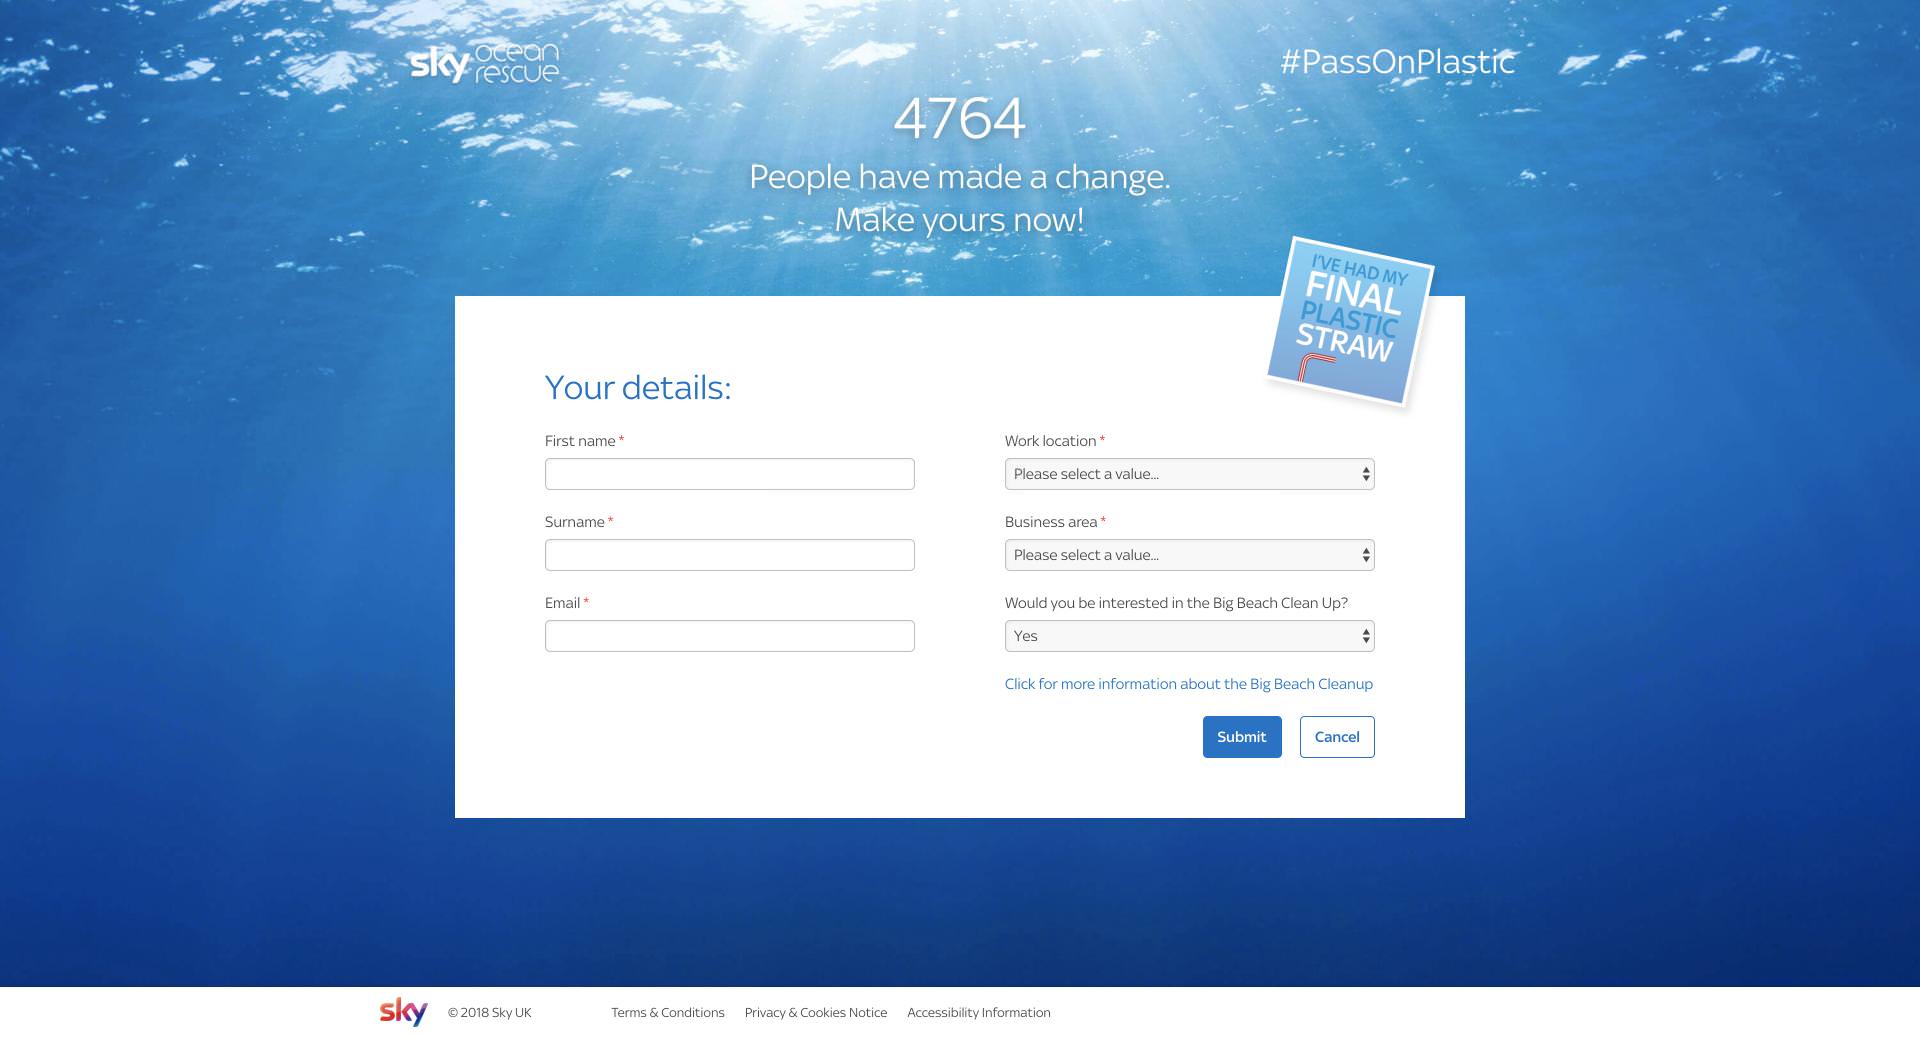 sky ocean rescue
#PassOnPlastic
4764
People have made a change.
Make yours now!
I'VE HAD MY
FINAL
PLASTIC
STRAW
Your details:
First name *
Work location *
Please select a value...
Surname *
Business area *
Please select a value...
Email *
Would you be interested in the Big Beach Clean Up?
Yes
Click for more information about the Big Beach Cleanup
Submit
Cancel
sky
© 2018 Sky UK
Terms & Conditions
Privacy & Cookies Notice
Accessibility Information